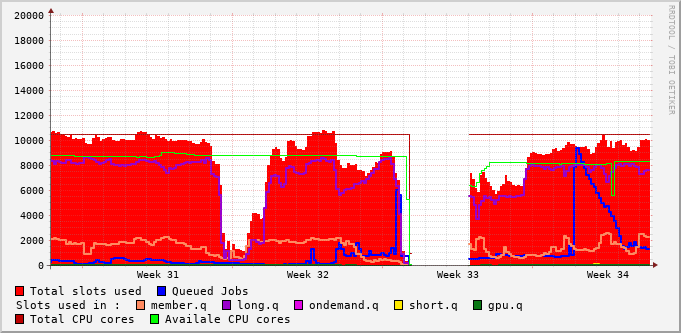 20000
18000
16000
14000
12000
10000
8000
6000
4000
2000
0
Week 31 Week 32 Week 33 Week 34
RRDTOOL / TOBI OETIKER
Total slots used Queued Jobs
Slots used in : member.q long.q ondemand.q short.q gpu.q
Total CPU cores Availale CPU cores